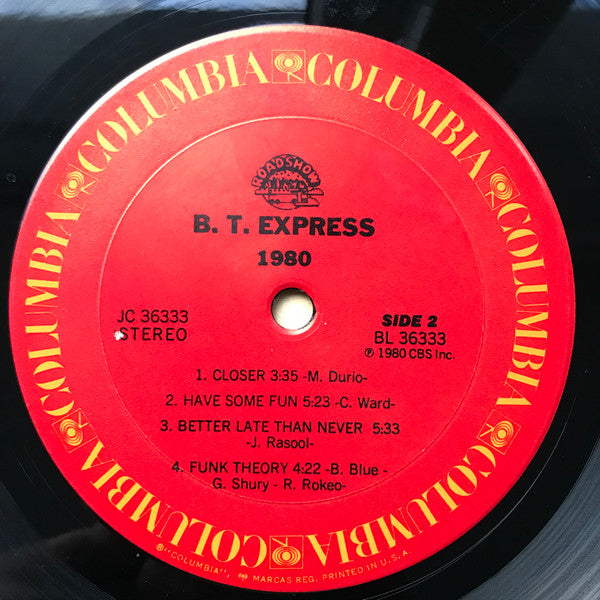 COLUMBIA COLUMBIA COLUMBIA COLUMBIA COLUMBIA COLUMBIA
ROADSHOW
B. T. EXPRESS
1980
JC 36333
STEREO
SIDE 2
BL 36333
℗ 1980 CBS Inc.
1. CLOSER 3:35 -M. Durio-
2. HAVE SOME FUN 5:23 -C. Ward-
3. BETTER LATE THAN NEVER 5:33
-J. Rasool-
4. FUNK THEORY 4:22 -B. Blue -
G. Shury - R. Rokeo-
®"COLUMBIA", MARCAS REG. PRINTED IN U.S.A.